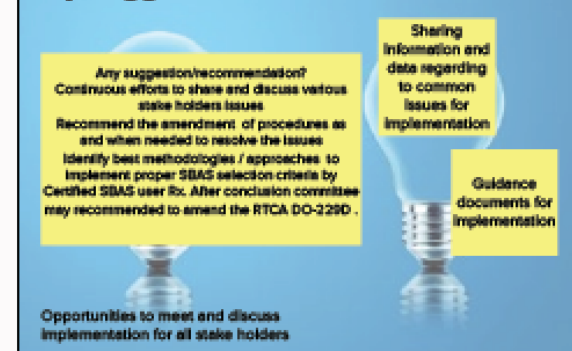 Any suggestion/recommendation?
Continuous efforts to share and discuss various
stake holders issues
Recommend the amendment of procedures as
and when needed to resolve the issues
Identify best methodologies / approaches to
implement proper SBAS selection criteria by
Certified SBAS user Rx. After conclusion committee
may recommended to amend the RTCA DO-229D .
Sharing
information and
data regarding
to common
issues for
implementation
Guidance
documents for
implementation
Opportunities to meet and discuss
implementation for all stake holders